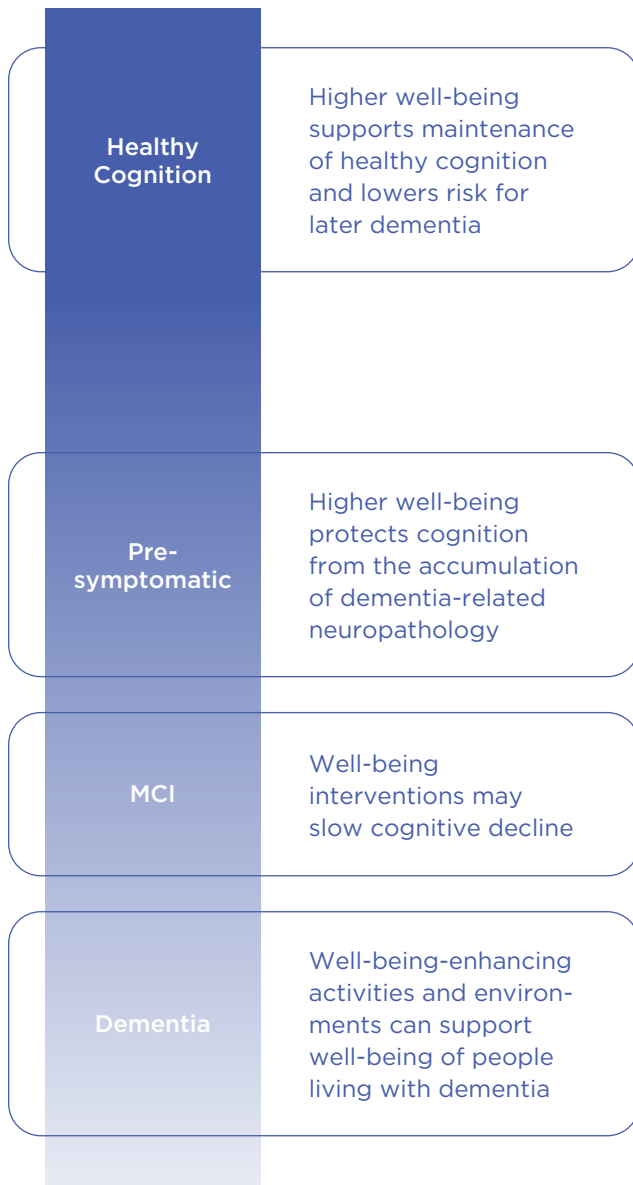 Healthy
Cognition
Higher well-being
supports maintenance
of healthy cognition
and lowers risk for
later dementia
Pre-
symptomatic
Higher well-being
protects cognition
from the accumulation
of dementia-related
neuropathology
MCI
Well-being
interventions may
slow cognitive decline
Dementia
Well-being-enhancing
activities and environ-
ments can support
well-being of people
living with dementia